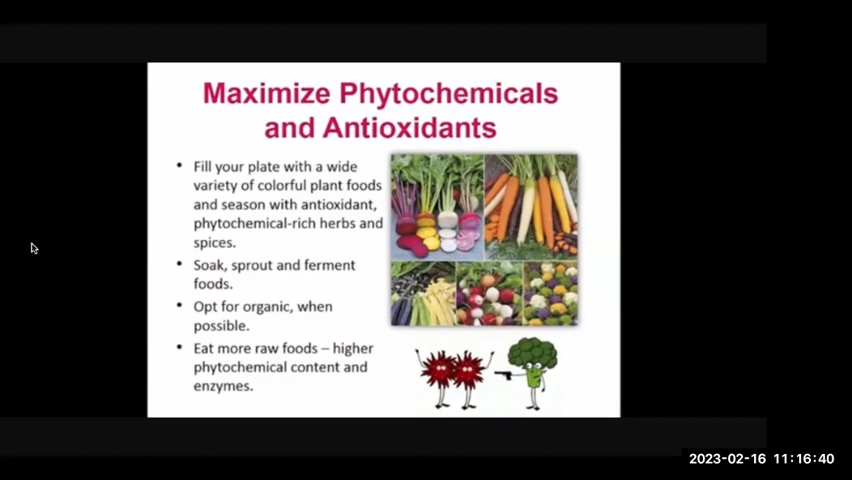 Maximize Phytochemicals
and Antioxidants
• Fill your plate with a wide
variety of colorful plant foods
and season with antioxidant,
phytochemical-rich herbs and
spices.
• Soak, sprout and ferment
foods.
• Opt for organic, when
possible.
• Eat more raw foods – higher
phytochemical content and
enzymes.
2023-02-16 11:16:40